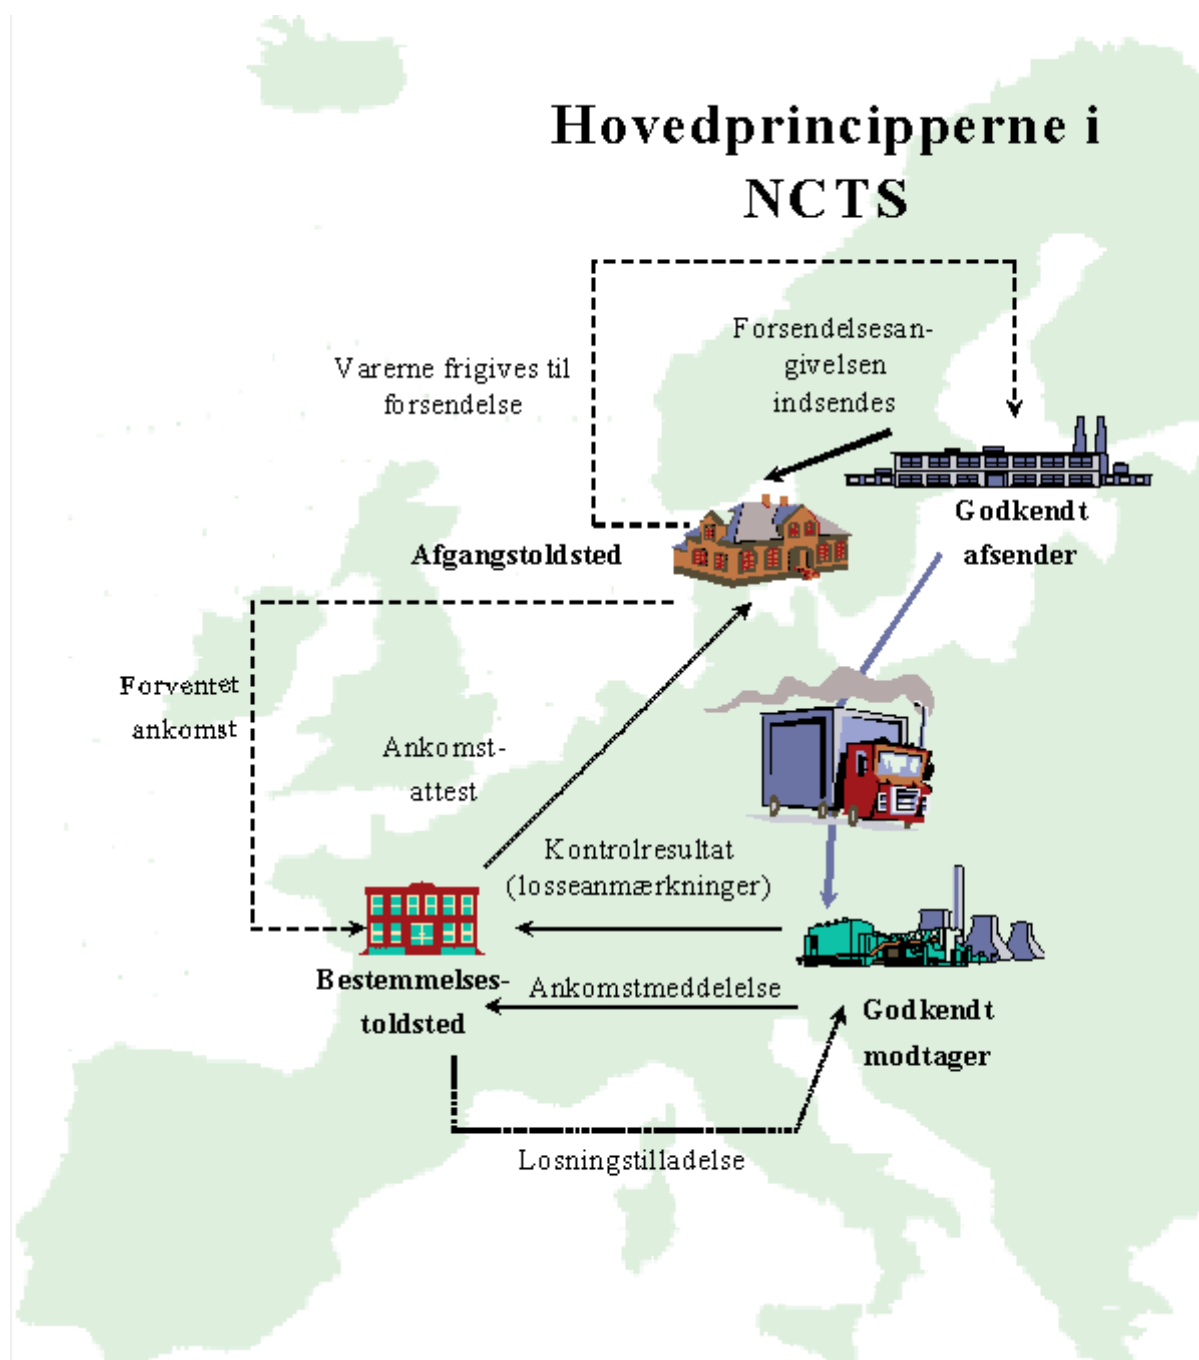 Hovedprincipperne i
NCTS
Forsendelsesan-
givelsen
indsendes
Varerne frigives til
forsendelse
Godkendt
afsender
Afgangstoldsted
Forventet
ankomst
Ankomst-
attest
Kontrolresultat
(losseanmærkninger)
Bestemmelses-
toldsted
Ankomstmeddelelse
Godkendt
modtager
Losningstilladelse